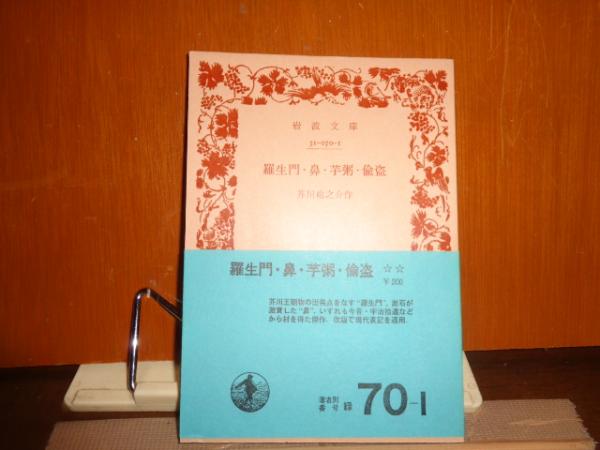 岩波文庫
31-070-1
羅生門・鼻・芋粥・偸盗
芥川竜之介作
羅生門・鼻・芋粥・偸盗 ☆☆
¥200
芥川王朝物の出発点をなす“羅生門”、漱石が
激賞した“鼻”、いずれも今昔・宇治拾遺など
から材を得た傑作。改版で現代表記を適用.
著者別
番号 緑 70-1